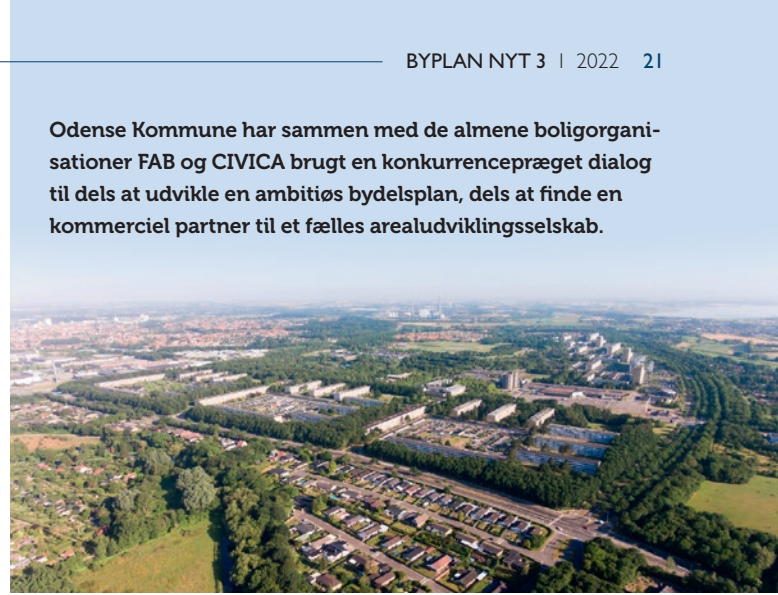 BYPLAN NYT 3 | 2022 21
Odense Kommune har sammen med de almene boligorgani-
sationer FAB og CIVICA brugt en konkurrencepræget dialog
til dels at udvikle en ambitiøs bydelsplan, dels at finde en
kommerciel partner til et fælles arealudviklingsselskab.